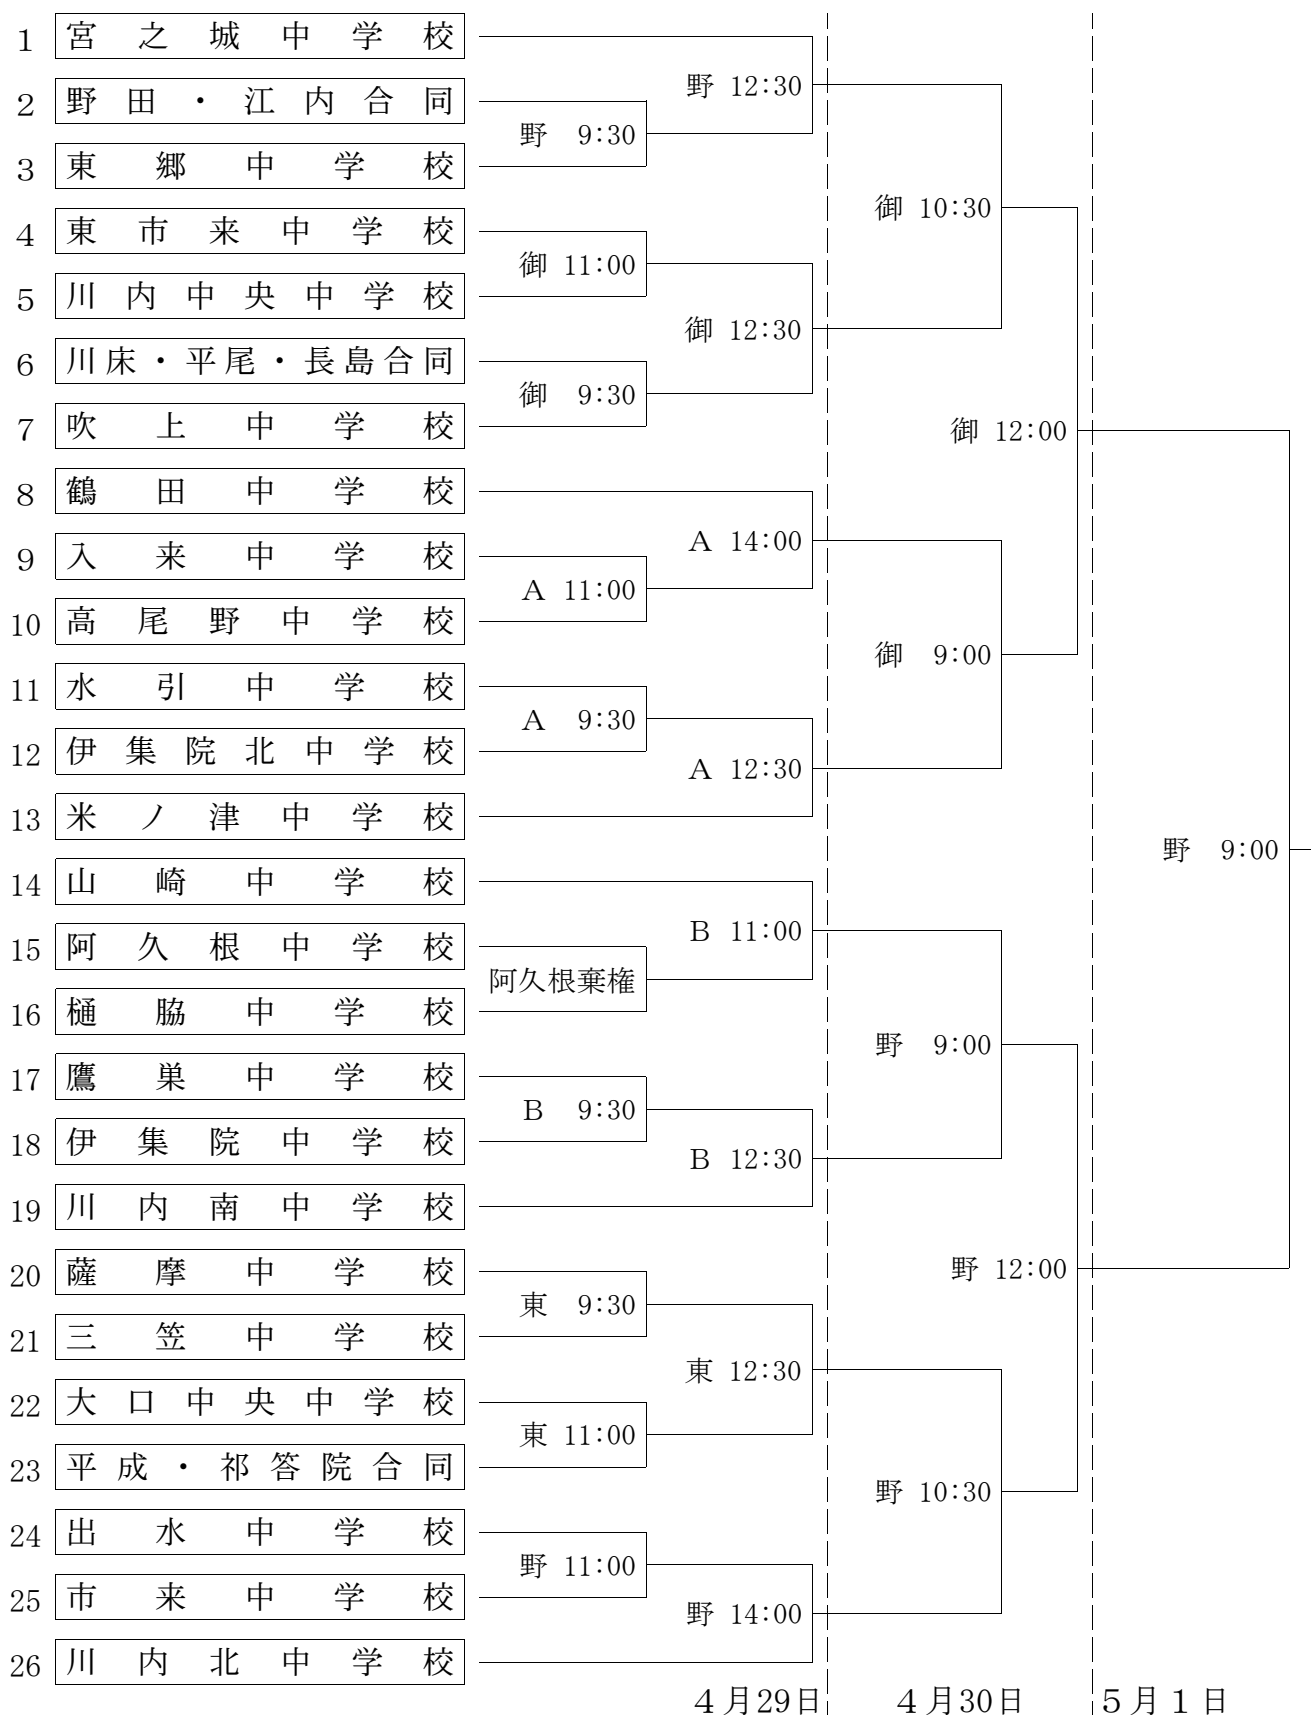 1 宮之城中学校
野 12:30
2 野田・江内合同
野 9:30
3 東郷中学校
御 10:30
4 東市来中学校
御 11:00
5 川内中央中学校
御 12:30
6 川床・平尾・長島合同
御 9:30
7 吹上中学校
御 12:00
8 鶴田中学校
A 14:00
9 入来中学校
A 11:00
10 高尾野中学校
御 9:00
11 水引中学校
A 9:30
12 伊集院北中学校
A 12:30
13 米ノ津中学校
野 9:00
14 山崎中学校
B 11:00
15 阿久根中学校
阿久根棄権
16 樋脇中学校
野 9:00
17 鷹巣中学校
B 9:30
18 伊集院中学校
B 12:30
19 川内南中学校
野 12:00
20 薩摩中学校
東 9:30
21 三笠中学校
東 12:30
22 大口中央中学校
東 11:00
23 平成・祁答院合同
野 10:30
24 出水中学校
野 11:00
25 市来中学校
野 14:00
26 川内北中学校
4月29日 4月30日 5月1日